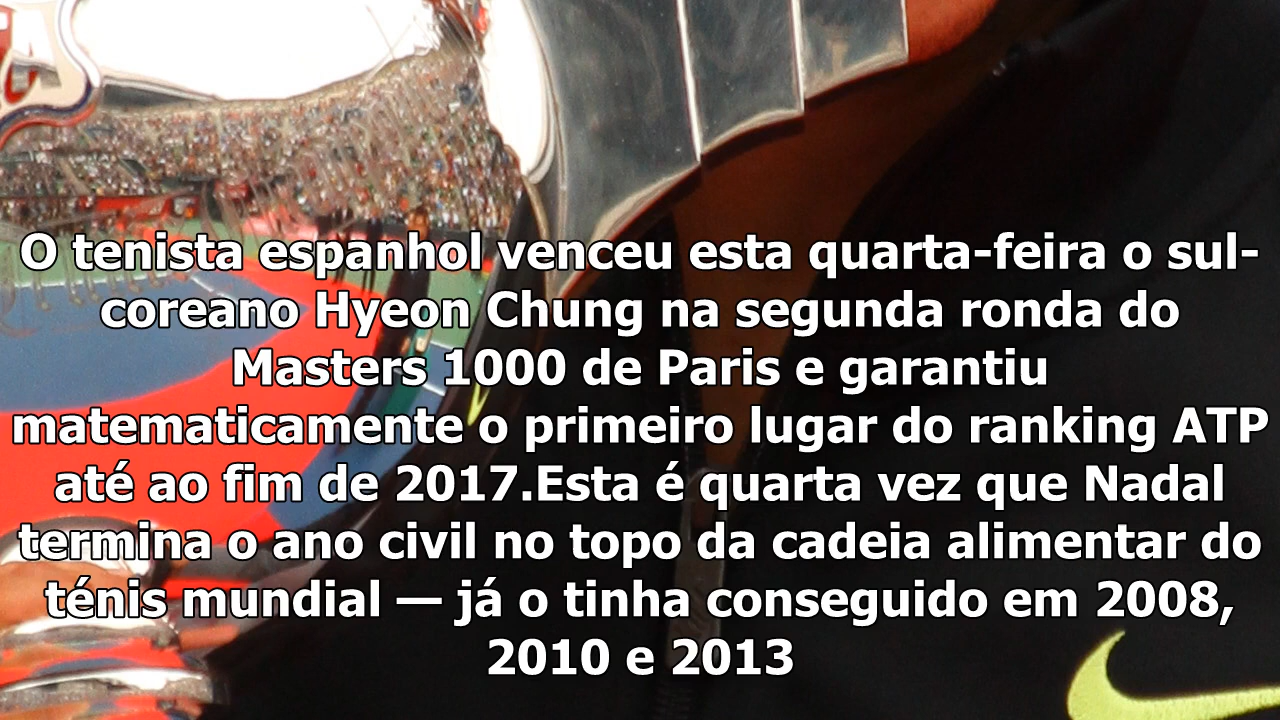 O tenista espanhol venceu esta quarta-feira o sul-
coreano Hyeon Chung na segunda ronda do
Masters 1000 de Paris e garantiu
matematicamente o primeiro lugar do ranking ATP
até ao fim de 2017.Esta é quarta vez que Nadal
termina o ano civil no topo da cadeia alimentar do
ténis mundial — já o tinha conseguido em 2008,
2010 e 2013